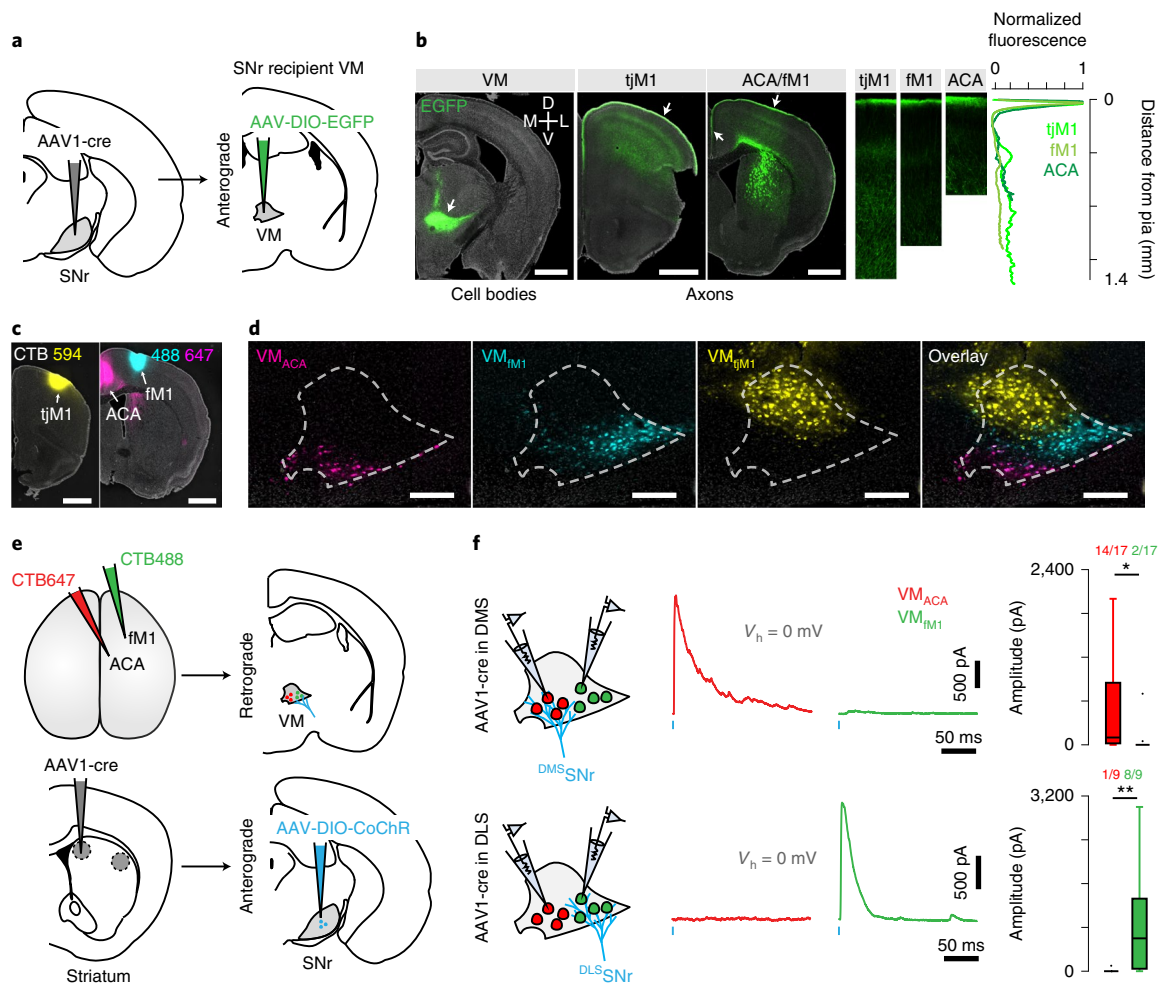 a
AAV1-cre
SNr
SNr recipient VM
Anterograde
AAV-DIO-EGFP
VM
b
VM
tjM1
ACA/fM1
EGFP
D
M L
V
Cell bodies
Axons
tjM1
fM1
ACA
Normalized
fluorescence
0
1
0
tjM1
fM1
ACA
1.4
Distance from pia (mm)
c
CTB 594
488 647
tjM1
ACA
fM1
d
VMACA
VMfM1
VMtjM1
Overlay
e
CTB647
CTB488
fM1
ACA
Retrograde
VM
AAV1-cre
Striatum
Anterograde
AAV-DIO-CoChR
SNr
f
AAV1-cre in DMS
DMSSNr
Vh = 0 mV
VMACA
VMfM1
500 pA
50 ms
14/17 2/17
*
2,400
Amplitude (pA)
0
AAV1-cre in DLS
DLSSNr
Vh = 0 mV
500 pA
50 ms
1/9 8/9
**
3,200
Amplitude (pA)
0